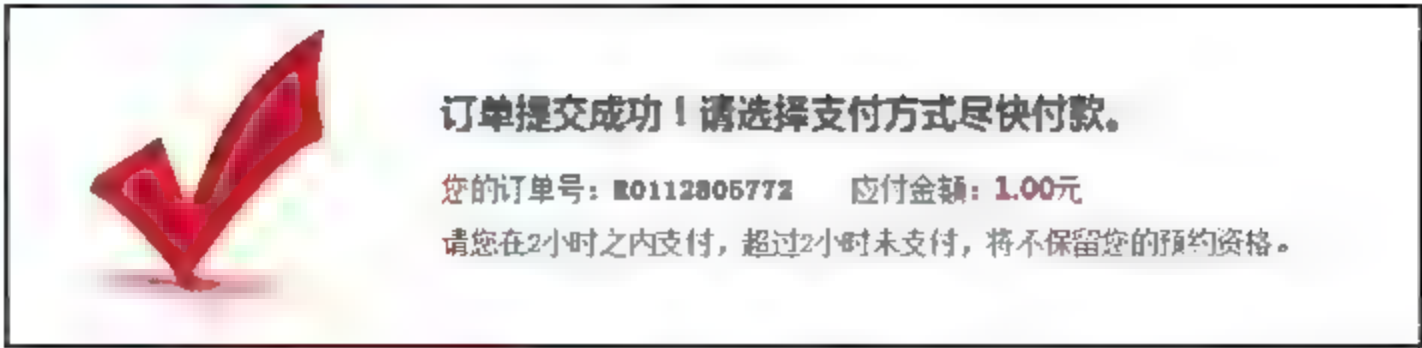 订单提交成功！请选择支付方式尽快付款。
您的订单号：R0112805772 应付金额：1.00元
请您在2小时之内支付，超过2小时未支付，将不保留您的预约资格。